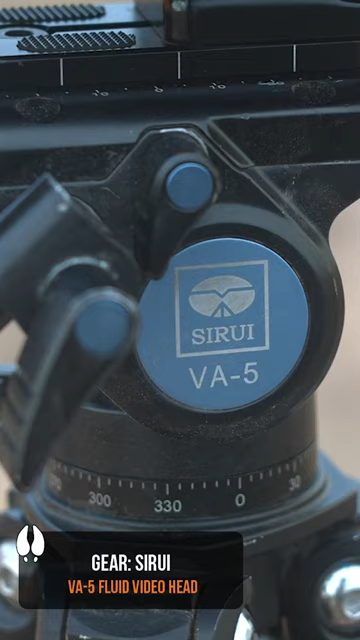 SIRUI
VA-5
300 330 0 30
GEAR: SIRUI
VA-5 FLUID VIDEO HEAD